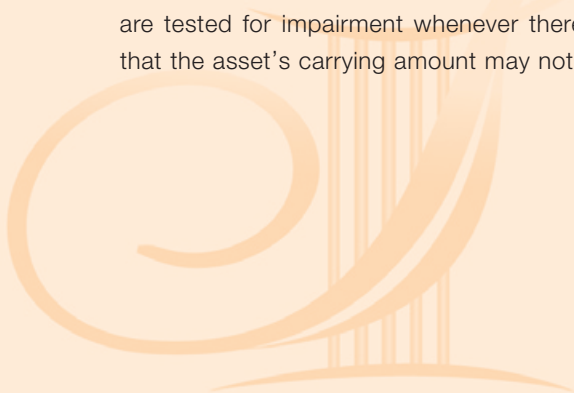 are tested for impairment whenever there
that the asset’s carrying amount may not